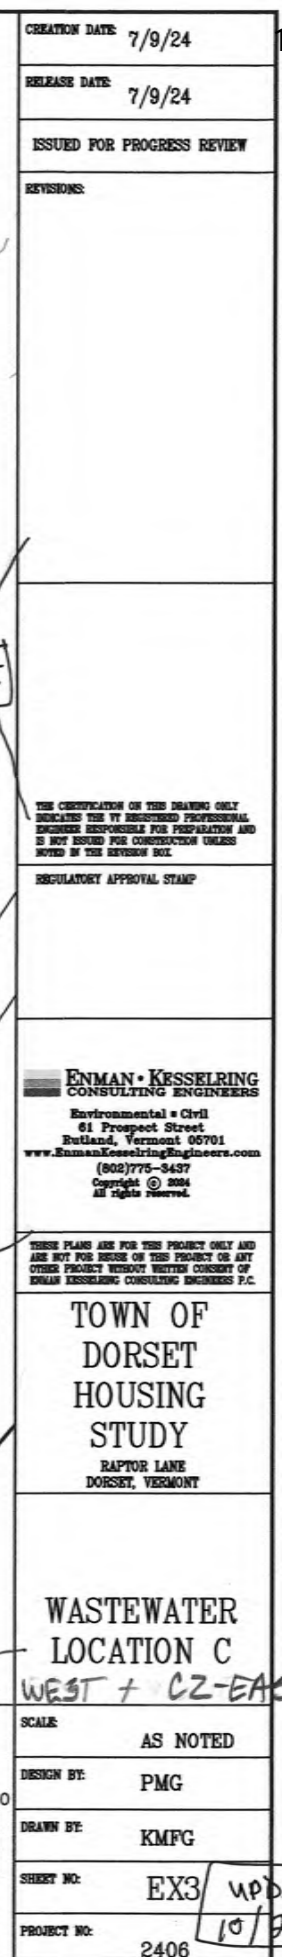 CREATION DATE: 7/9/24
RELEASE DATE: 7/9/24
ISSUED FOR PROGRESS REVIEW
REVISIONS:
THE CERTIFICATION ON THIS DRAWING ONLY
INDICATES THE VT REGISTERED PROFESSIONAL
ENGINEER RESPONSIBLE FOR PREPARATION AND
IS NOT ISSUED FOR CONSTRUCTION UNLESS
NOTED IN THE REVISION BOX.
REGULATORY APPROVAL STAMP
ENMAN • KESSELRING
CONSULTING ENGINEERS
Environmental ▪ Civil
61 Prospect Street
Rutland, Vermont 05701
www.EnmanKesselringEngineers.com
(802)775-3437
Copyright © 2024
All rights reserved.
THESE PLANS ARE FOR THIS PROJECT ONLY AND
ARE NOT FOR REUSE ON THIS PROJECT OR ANY
OTHER PROJECT WITHOUT WRITTEN CONSENT OF
ENMAN KESSELRING CONSULTING ENGINEERS P.C.
TOWN OF
DORSET
HOUSING
STUDY
RAPTOR LANE
DORSET, VERMONT
WASTEWATER
LOCATION C
WEST + C2-EAS
SCALE: AS NOTED
DESIGN BY: PMG
DRAWN BY: KMFG
SHEET NO: EX3
UPD
10/2
PROJECT NO: 2406